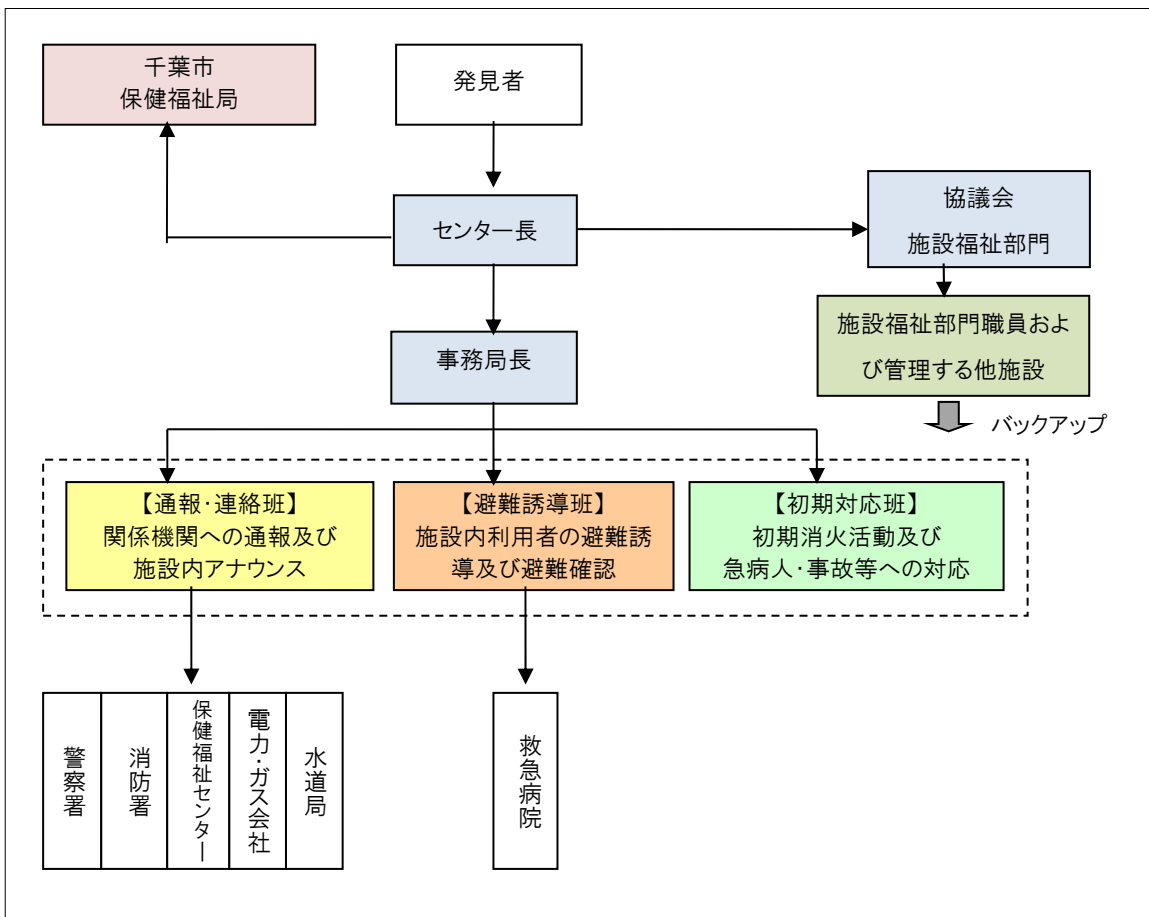 千葉市
保健福祉局
発見者
センター長
協議会
施設福祉部門
事務局長
施設福祉部門職員およ
び管理する他施設
バックアップ
【通報・連絡班】
関係機関への通報及び
施設内アナウンス
【避難誘導班】
施設内利用者の避難誘
導及び避難確認
【初期対応班】
初期消火活動及び
急病人・事故等への対応
警察署
消防署
保健福祉センター
電力・ガス会社
水道局
救急病院